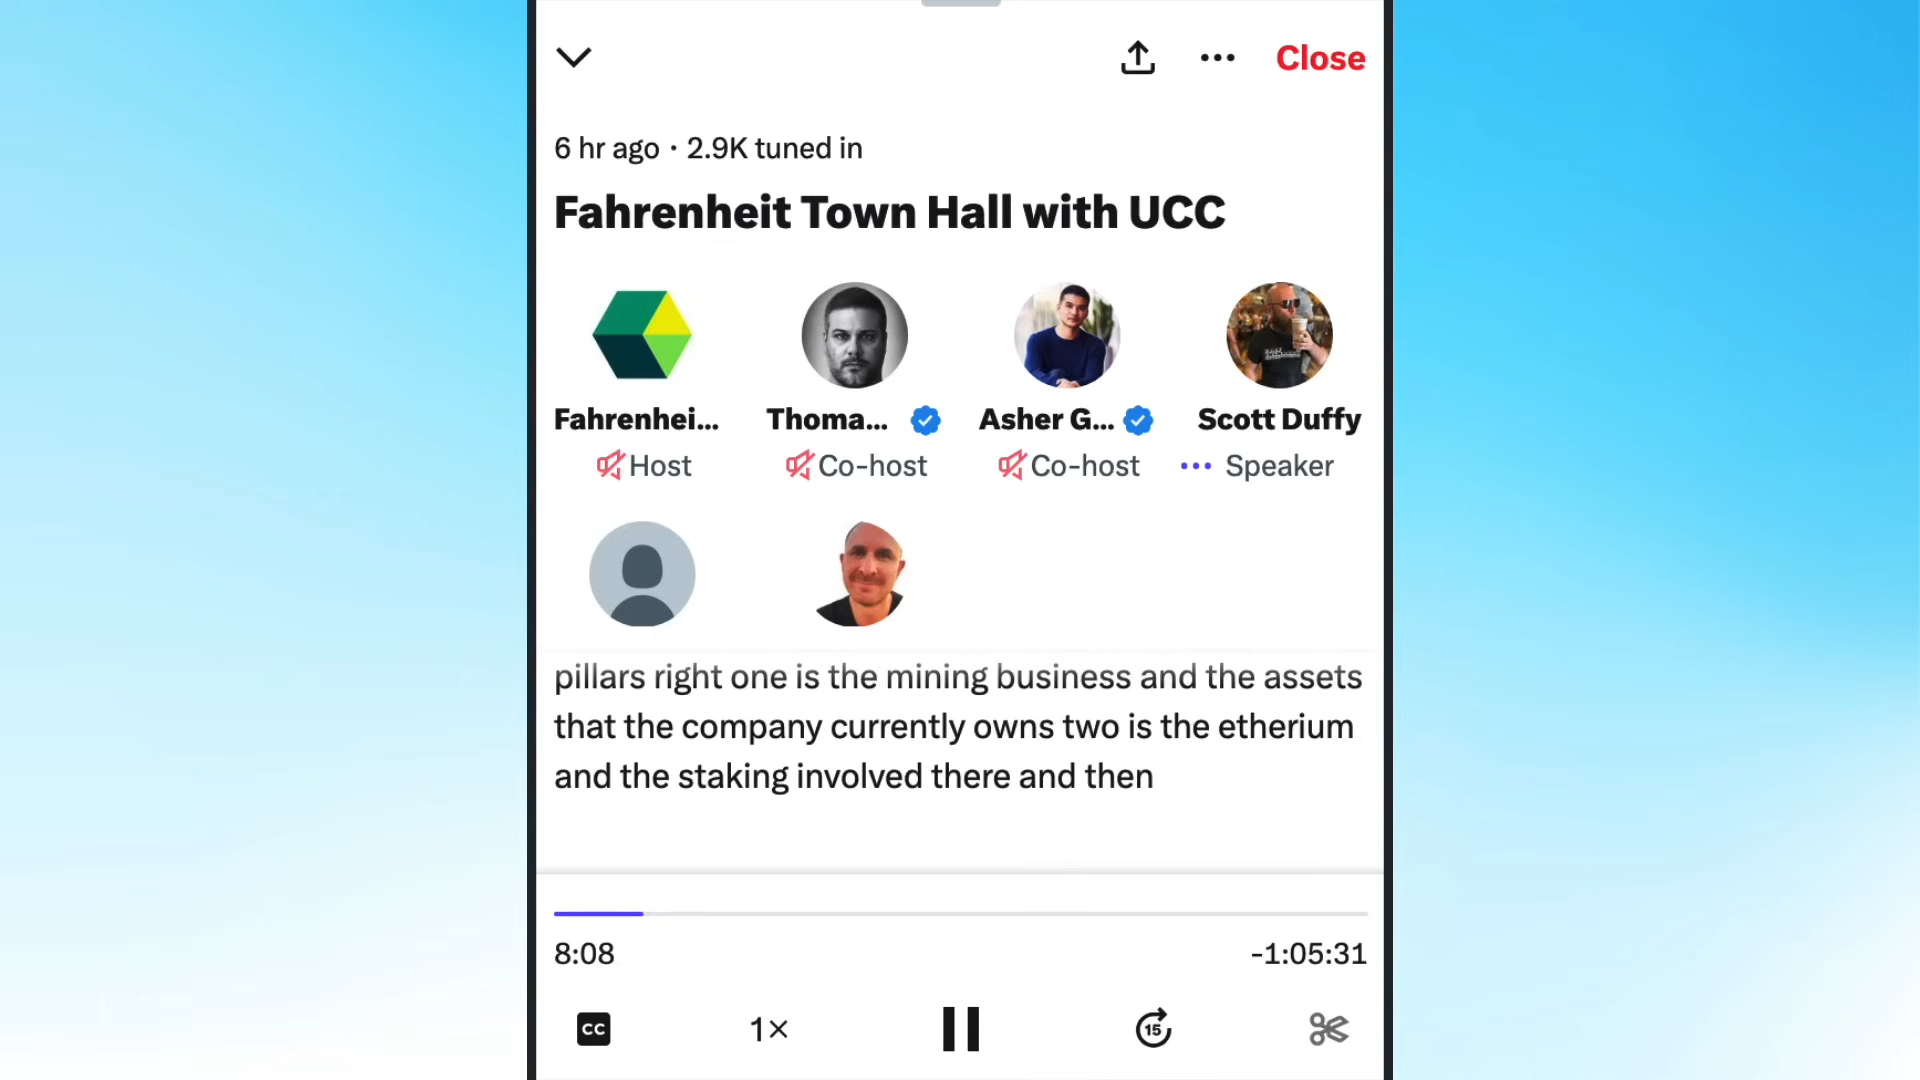 Close
6 hr ago · 2.9K tuned in
Fahrenheit Town Hall with UCC
Fahrenhei... Thoma... Asher G... Scott Duffy
Host Co-host Co-host ... Speaker
pillars right one is the mining business and the assets
that the company currently owns two is the etherium
and the staking involved there and then
8:08 -1:05:31
CC 1× 15